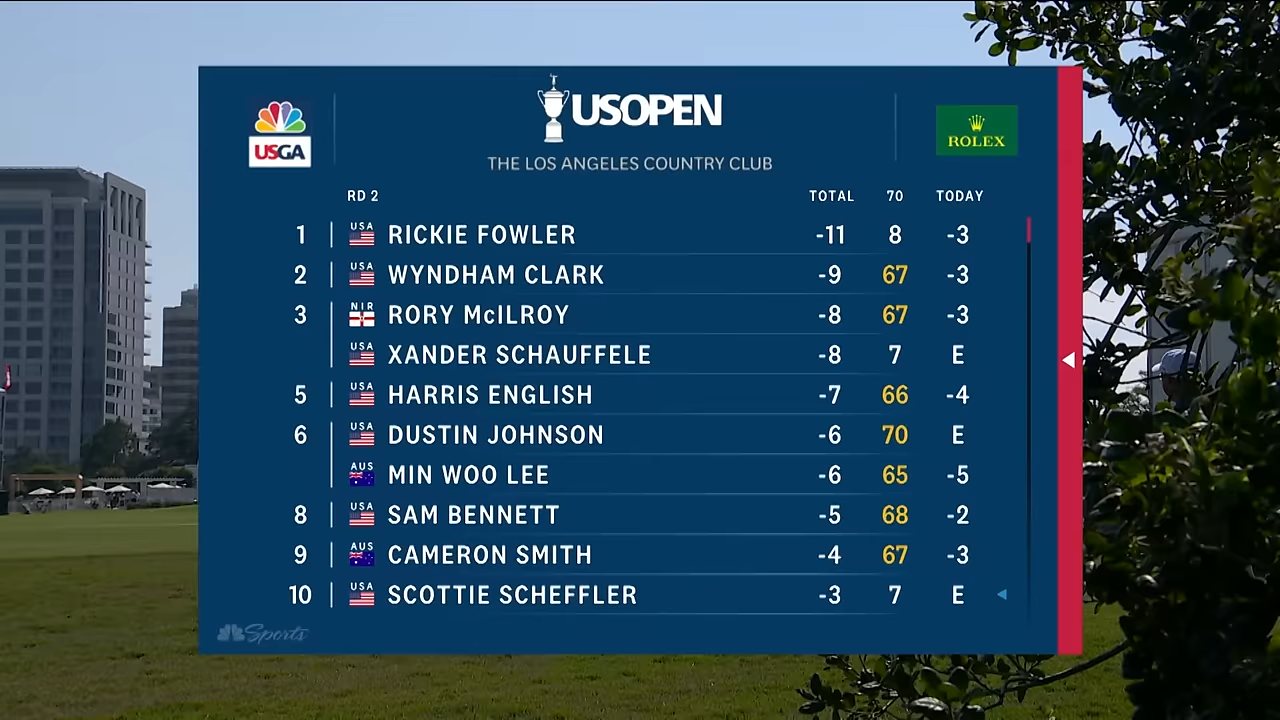 USOPEN
USGA
ROLEX
THE LOS ANGELES COUNTRY CLUB
RD 2 TOTAL 70 TODAY
1 USA RICKIE FOWLER -11 8 -3
2 USA WYNDHAM CLARK -9 67 -3
3 NIR RORY McILROY -8 67 -3
USA XANDER SCHAUFFELE -8 7 E
5 USA HARRIS ENGLISH -7 66 -4
6 USA DUSTIN JOHNSON -6 70 E
AUS MIN WOO LEE -6 65 -5
8 USA SAM BENNETT -5 68 -2
9 AUS CAMERON SMITH -4 67 -3
10 USA SCOTTIE SCHEFFLER -3 7 E
Sports